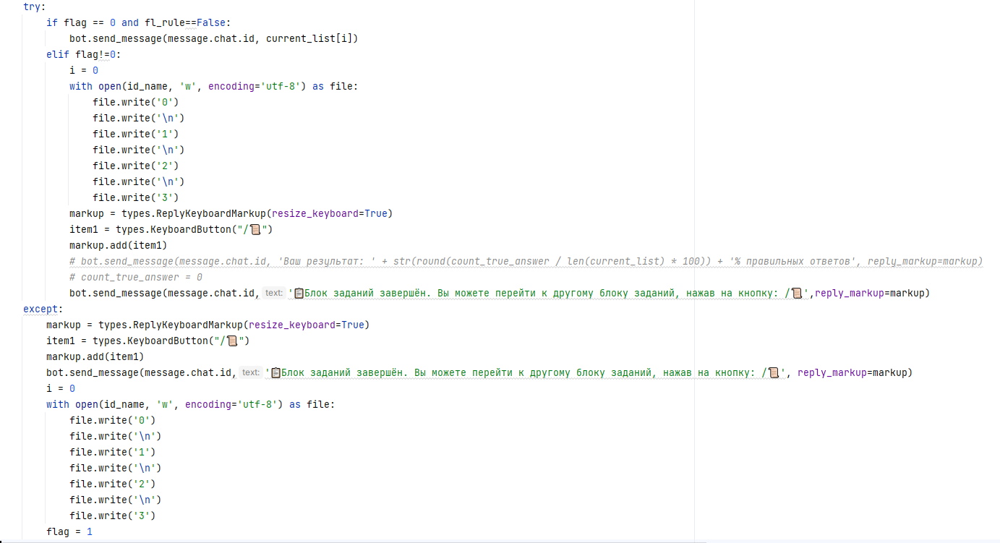 try:
    if flag == 0 and fl_rule==False:
        bot.send_message(message.chat.id, current_list[i])
    elif flag!=0:
        i = 0
        with open(id_name, 'w', encoding='utf-8') as file:
            file.write('0')
            file.write('\n')
            file.write('1')
            file.write('\n')
            file.write('2')
            file.write('\n')
            file.write('3')
        markup = types.ReplyKeyboardMarkup(resize_keyboard=True)
        item1 = types.KeyboardButton("/📜")
        markup.add(item1)
        # bot.send_message(message.chat.id, 'Ваш результат: ' + str(round(count_true_answer / len(current_list) * 100)) + '% правильных ответов', reply_markup=markup)
        # count_true_answer = 0
        bot.send_message(message.chat.id, text: '📋Блок заданий завершён. Вы можете перейти к другому блоку заданий, нажав на кнопку: /📜',reply_markup=markup)
except:
    markup = types.ReplyKeyboardMarkup(resize_keyboard=True)
    item1 = types.KeyboardButton("/📜")
    markup.add(item1)
    bot.send_message(message.chat.id, text: '📋Блок заданий завершён. Вы можете перейти к другому блоку заданий, нажав на кнопку: /📜', reply_markup=markup)
    i = 0
    with open(id_name, 'w', encoding='utf-8') as file:
        file.write('0')
        file.write('\n')
        file.write('1')
        file.write('\n')
        file.write('2')
        file.write('\n')
        file.write('3')
    flag = 1